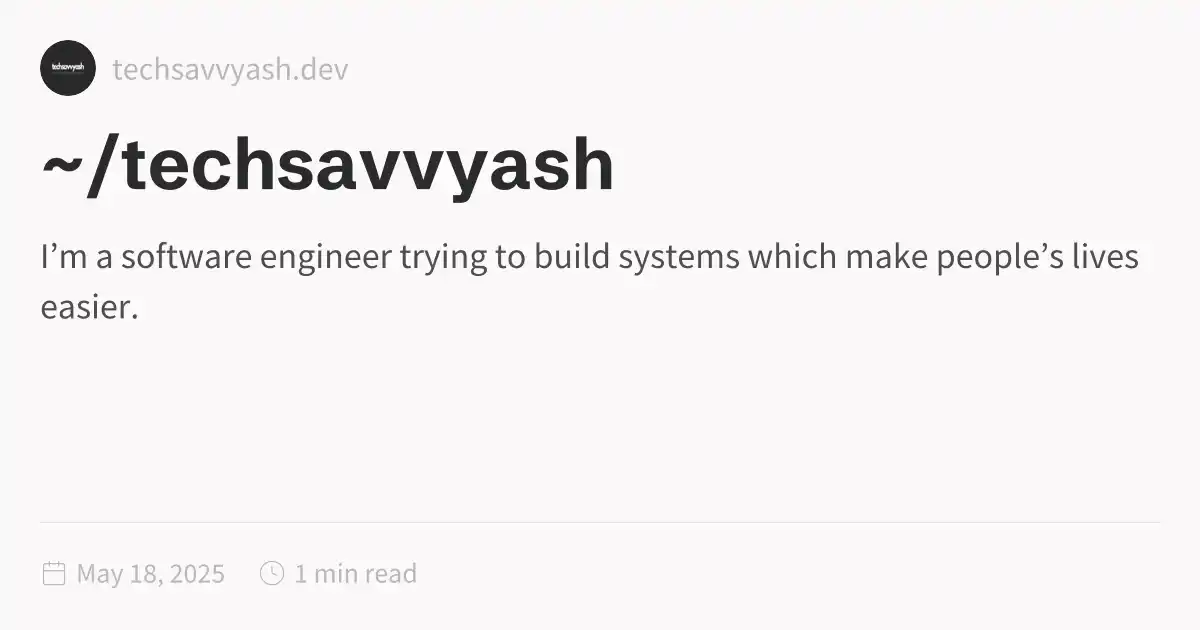 techsavvyash
techsavvyash.dev
~/techsavvyash
I’m a software engineer trying to build systems which make people’s lives
easier.
May 18, 2025
1 min read